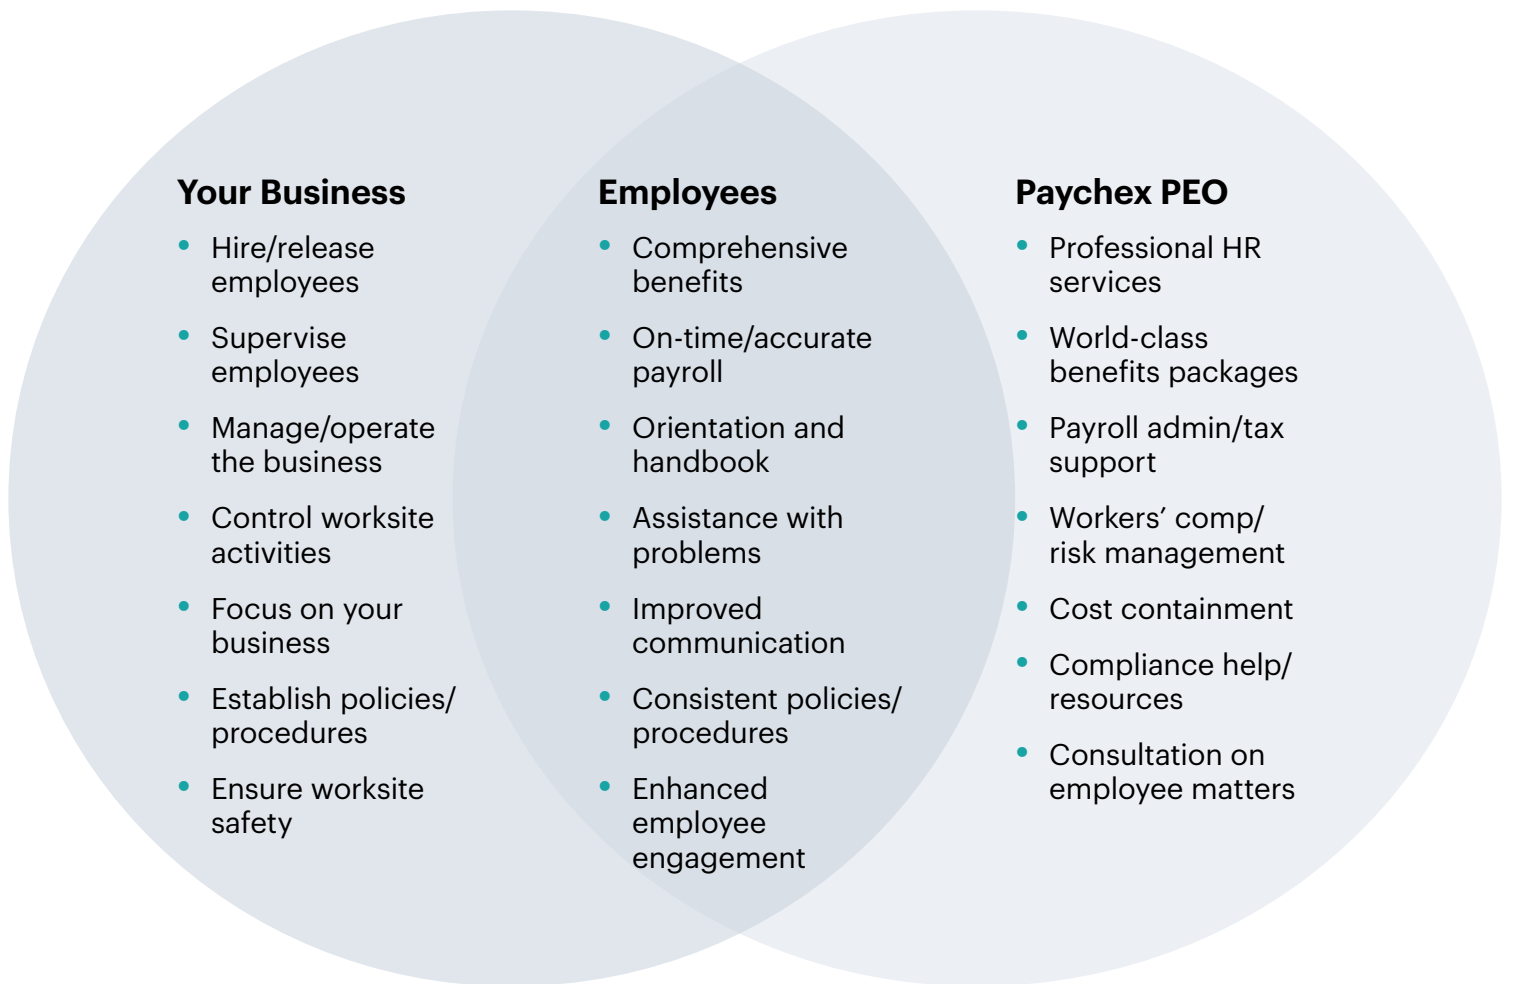 Your Business
• Hire/release
employees
• Supervise
employees
• Manage/operate
the business
• Control worksite
activities
• Focus on your
business
• Establish policies/
procedures
• Ensure worksite
safety
Employees
• Comprehensive
benefits
• On-time/accurate
payroll
• Orientation and
handbook
• Assistance with
problems
• Improved
communication
• Consistent policies/
procedures
• Enhanced
employee
engagement
Paychex PEO
• Professional HR
services
• World-class
benefits packages
• Payroll admin/tax
support
• Workers’ comp/
risk management
• Cost containment
• Compliance help/
resources
• Consultation on
employee matters